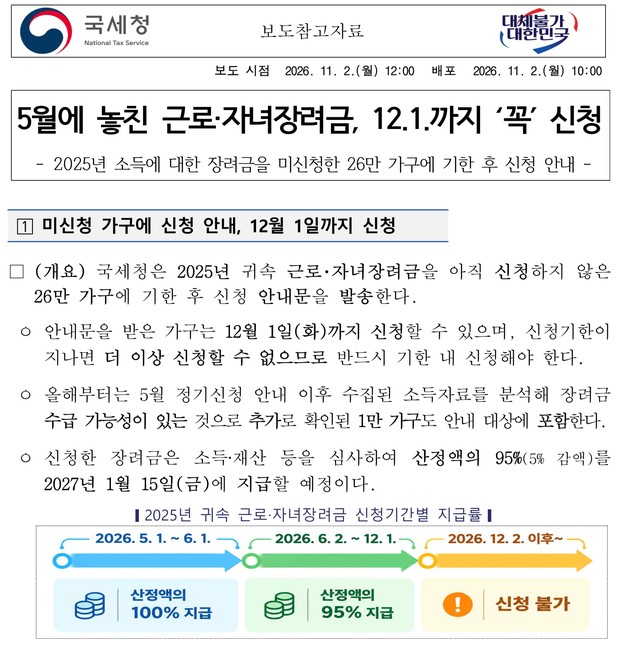 국세청
National Tax Service
보도참고자료
대체불가
대한민국
보도 시점 2026. 11. 2.(월) 12:00 배포 2026. 11. 2.(월) 10:00
5월에 놓친 근로·자녀장려금, 12.1.까지 ‘꼭’ 신청
- 2025년 소득에 대한 장려금을 미신청한 26만 가구에 기한 후 신청 안내 -
1 미신청 가구에 신청 안내, 12월 1일까지 신청
□ (개요) 국세청은 2025년 귀속 근로·자녀장려금을 아직 신청하지 않은
26만 가구에 기한 후 신청 안내문을 발송한다.
○ 안내문을 받은 가구는 12월 1일(화)까지 신청할 수 있으며, 신청기한이
지나면 더 이상 신청할 수 없으므로 반드시 기한 내 신청해야 한다.
○ 올해부터는 5월 정기신청 안내 이후 수집된 소득자료를 분석해 장려금
수급 가능성이 있는 것으로 추가로 확인된 1만 가구도 안내 대상에 포함한다.
○ 신청한 장려금은 소득·재산 등을 심사하여 산정액의 95%(5% 감액)를
2027년 1월 15일(금)에 지급할 예정이다.
▌2025년 귀속 근로·자녀장려금 신청기간별 지급률▐
2026. 5. 1. ~ 6. 1.
2026. 6. 2. ~ 12. 1.
2026. 12. 2. 이후~
산정액의
100% 지급
산정액의
95% 지급
! 신청 불가